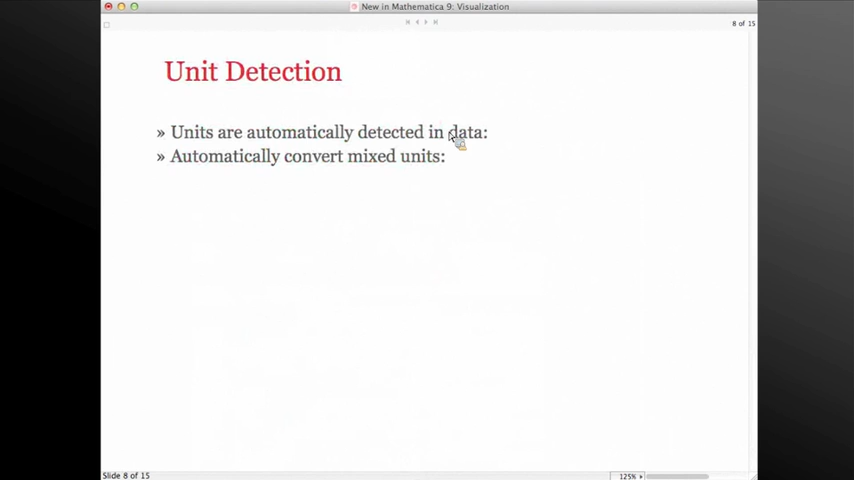 New in Mathematica 9: Visualization
8 of 15
Unit Detection
» Units are automatically detected in data:
» Automatically convert mixed units:
Slide 8 of 15
125%